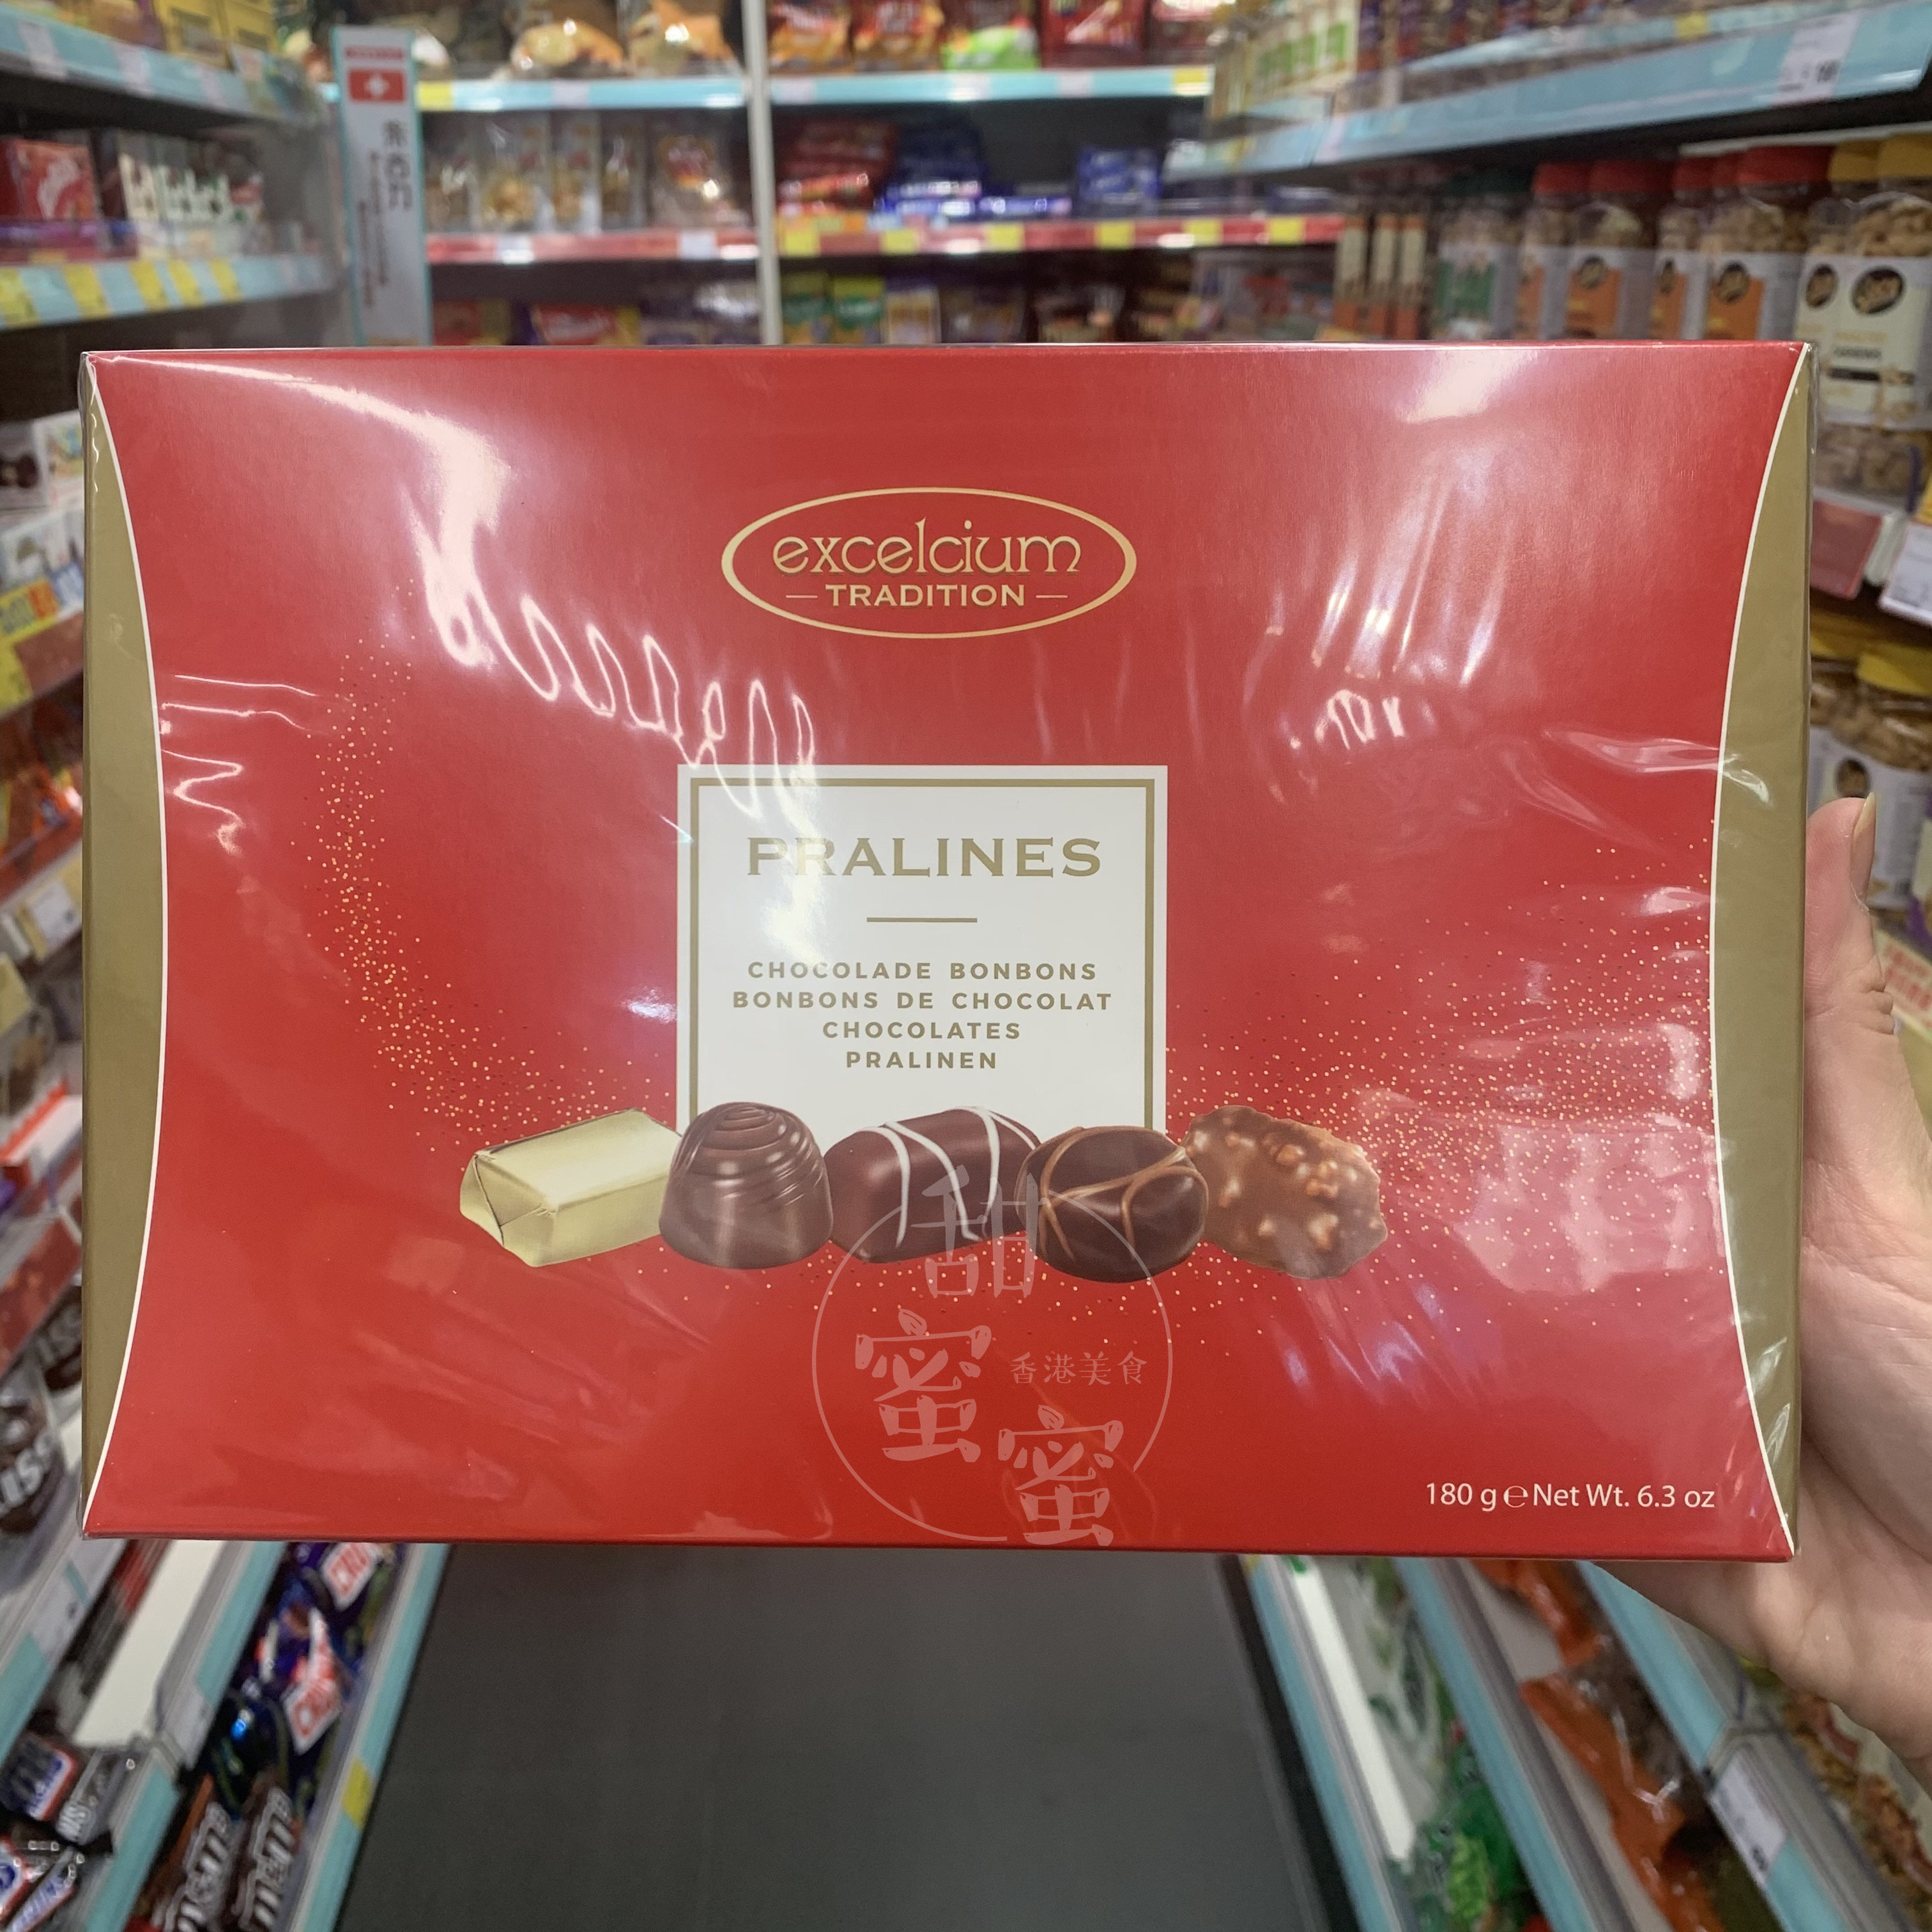 excelcium
TRADITION
PRALINES
CHOCOLADE BONBONS
BONBONS DE CHOCOLAT
CHOCOLATES
PRALINEN
甜
蜜
香港美食
蜜
180 g ℮ Net Wt. 6.3 oz